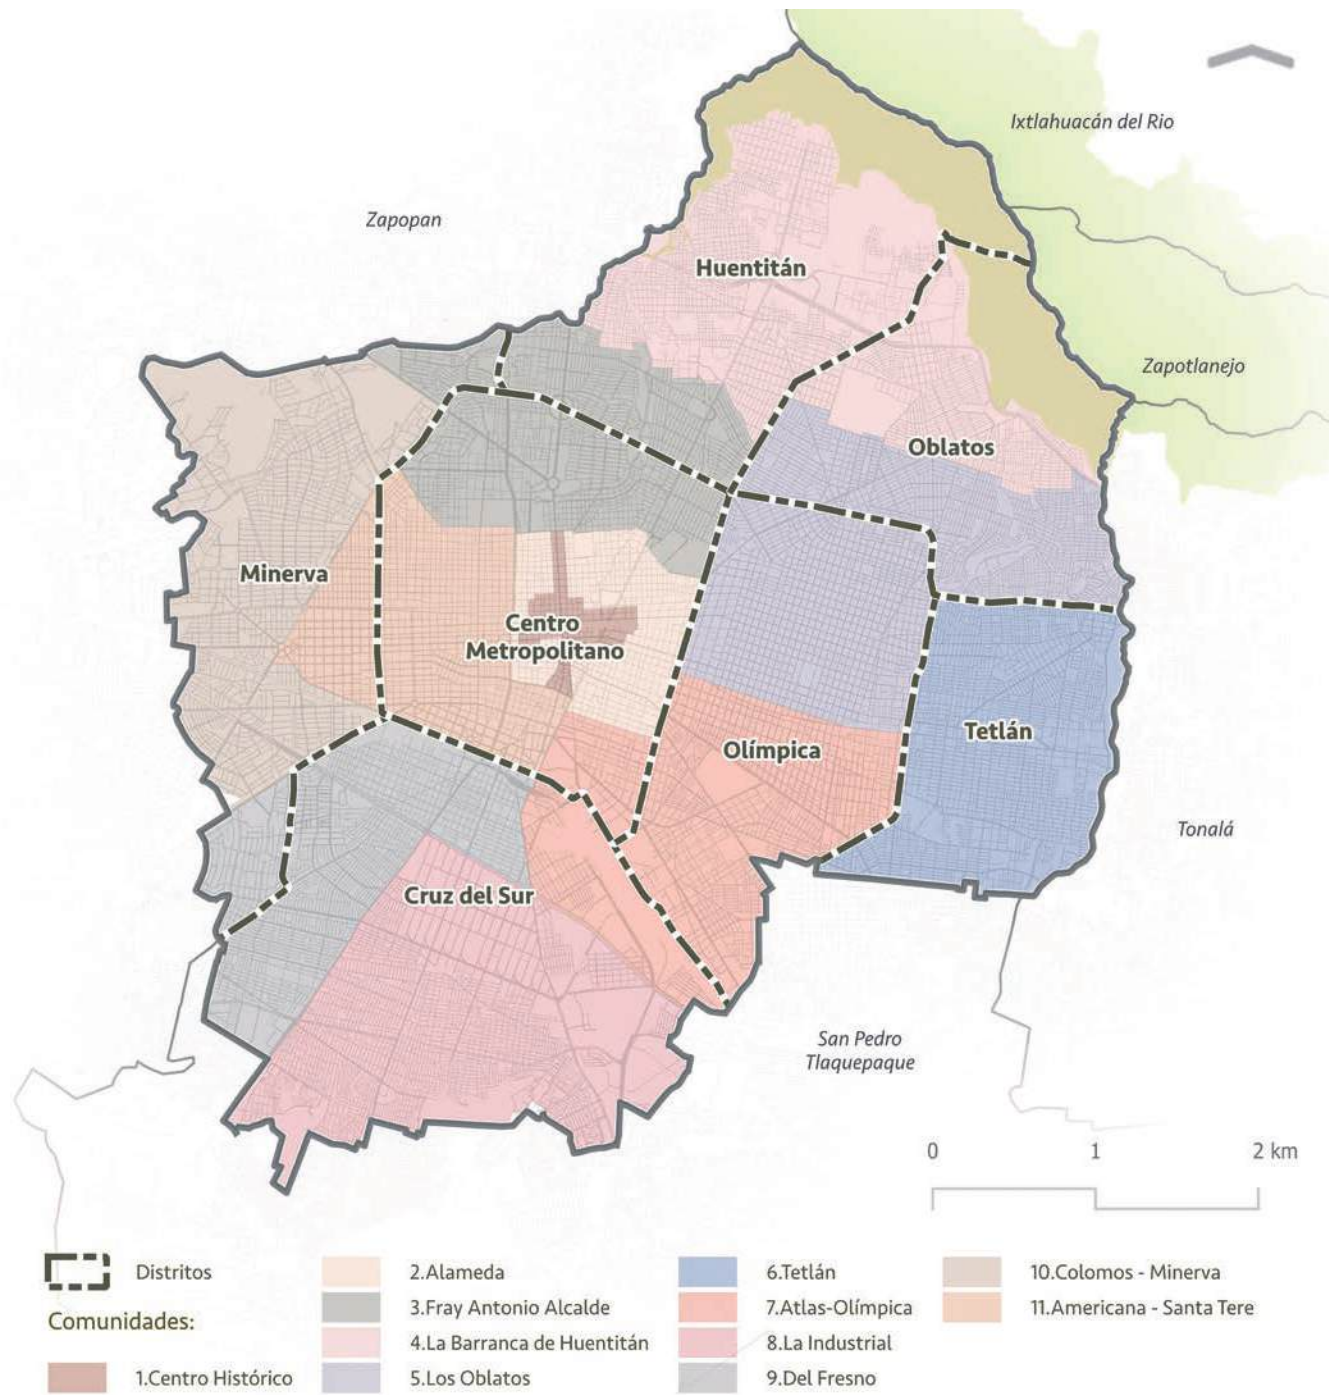 Ixtlahuacán del Rio
Zapopan
Huentitán
Zapotlanejo
Oblatos
Minerva
Centro
Metropolitano
Olímpica
Tetlán
Tonalá
Cruz del Sur
San Pedro
Tlaquepaque
0 1 2 km
Distritos
Comunidades:
1.Centro Histórico
2.Alameda
3.Fray Antonio Alcalde
4.La Barranca de Huentitán
5.Los Oblatos
6.Tetlán
7.Atlas-Olímpica
8.La Industrial
9.Del Fresno
10.Colomos - Minerva
11.Americana - Santa Tere